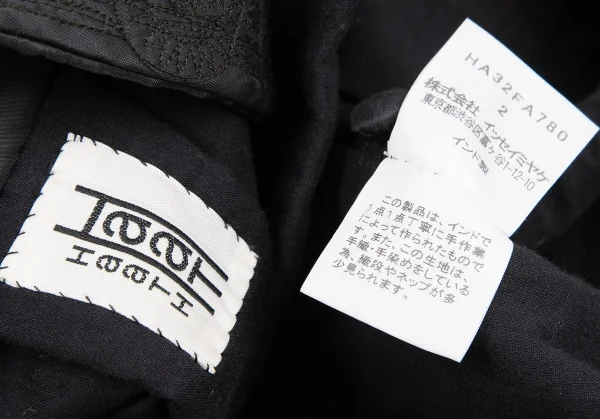 HaaT
HaaTH
HA32FA780
2
株式会社 イッセイミヤケ
東京都渋谷区富ヶ谷1-12-10
インド製
この製品は、インドで
1点1点丁寧に手作業
によって作られたもので
す。また、この生地は、
手織・手染めをしている
為、織段やネップが多
少見られます。